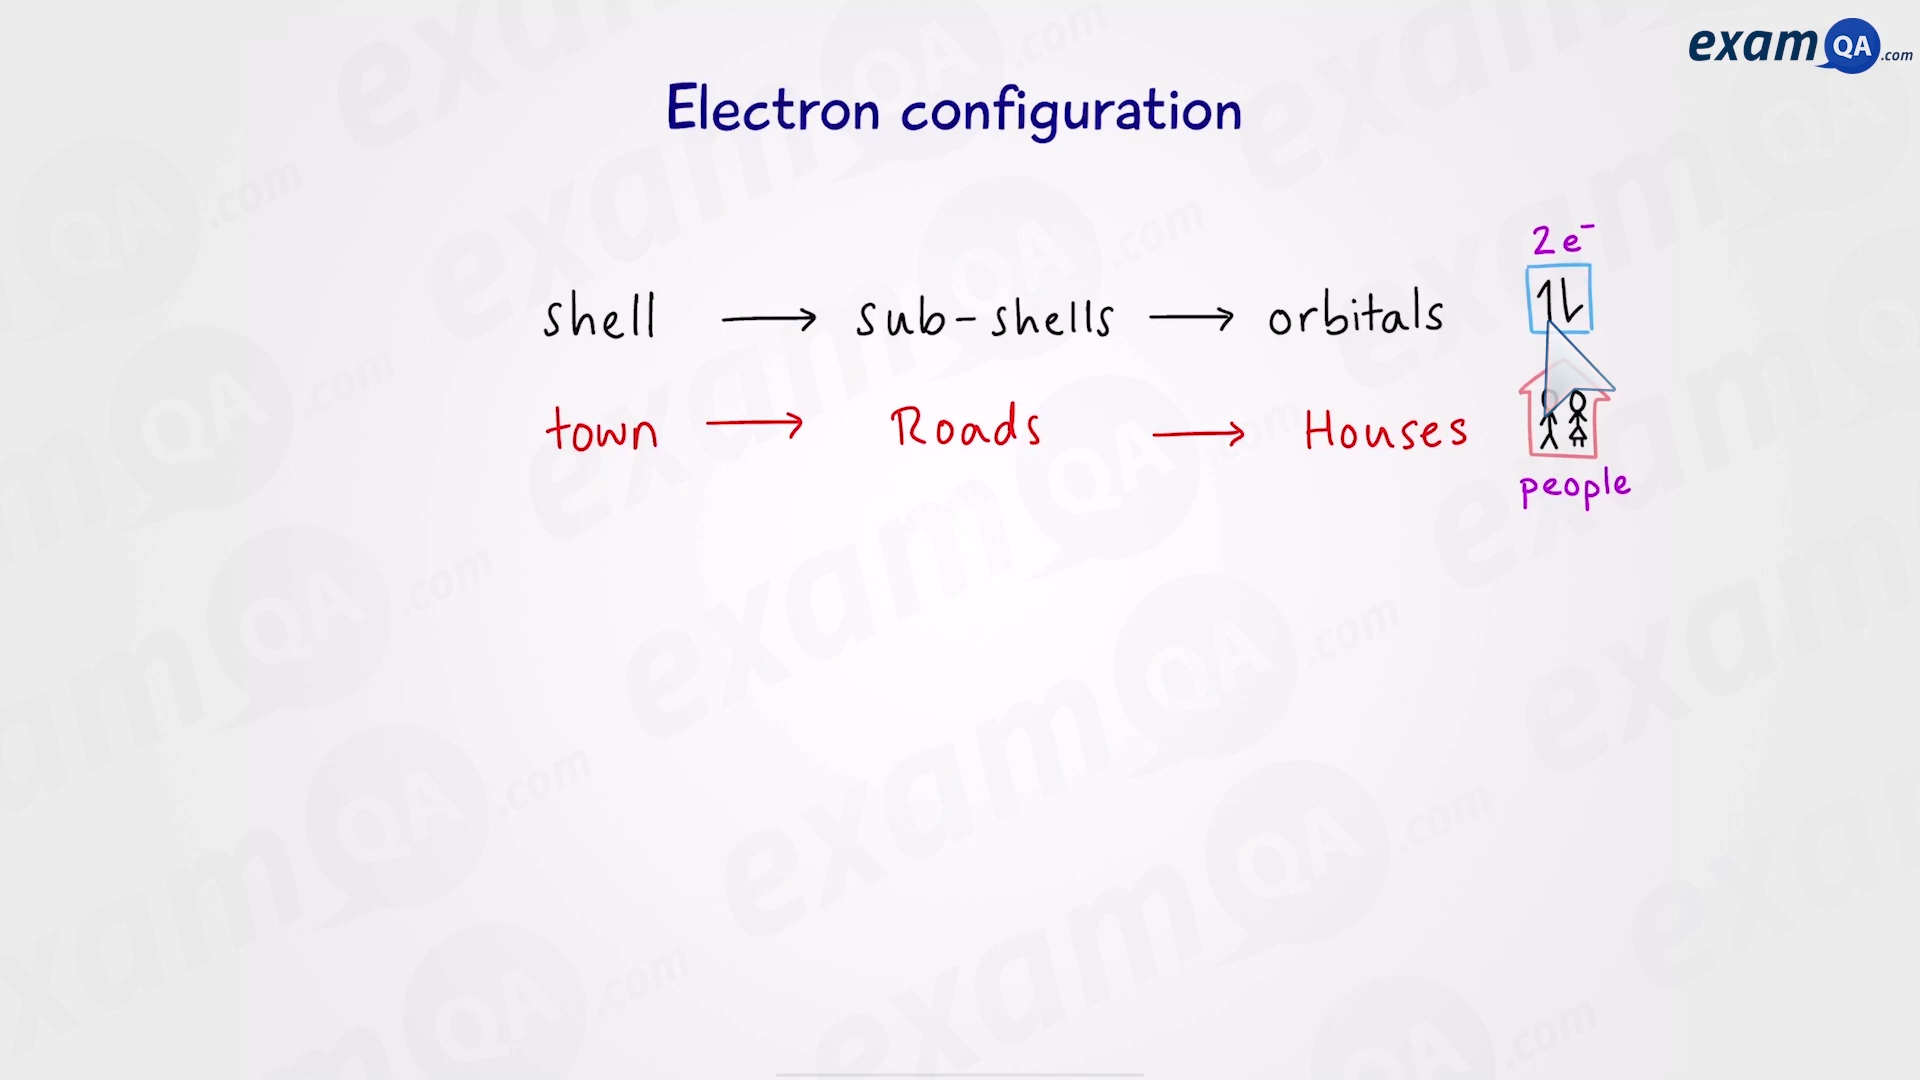 examQA.com
Electron configuration
2e⁻
shell → sub-shells → orbitals ↿⇂
town → Roads → Houses
people